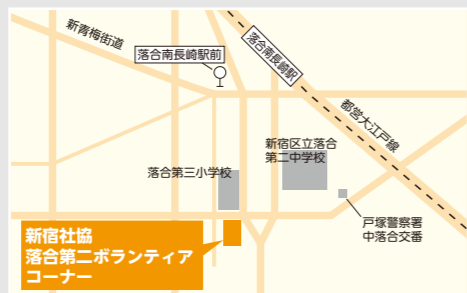 新青梅街道
落合南長崎駅前
落合南長崎駅
都営大江戸線
新宿区立落合
第二中学校
落合第三小学校
戸塚警察署
中落合交番
新宿社協
落合第二ボランティア
コーナー